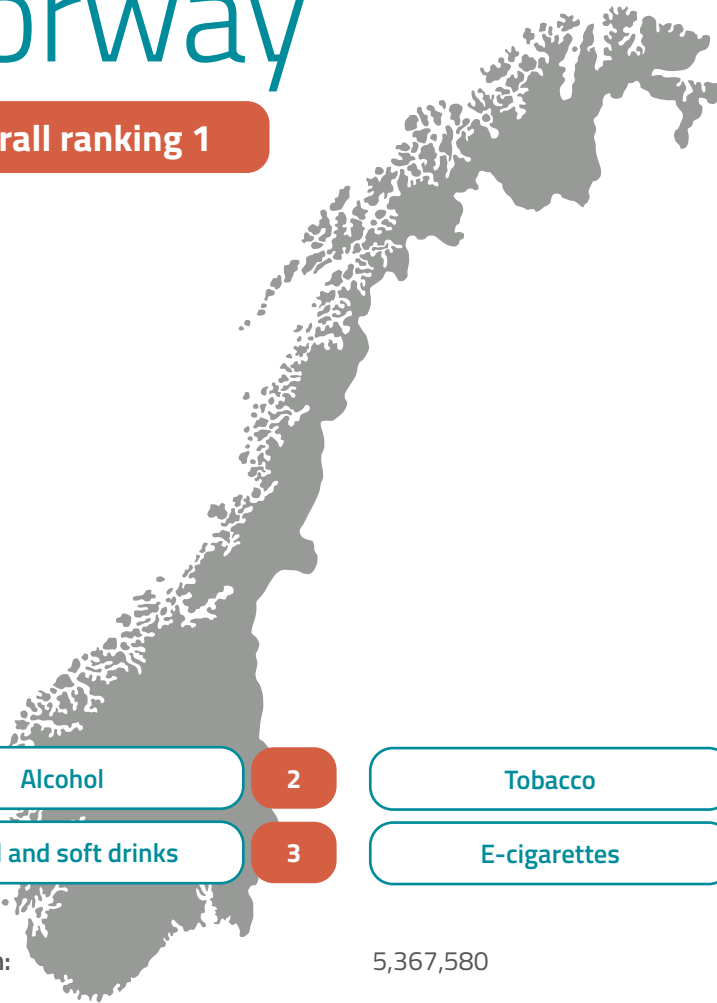 orway
rall ranking 1
Alcohol 2 Tobacco
and soft drinks 3 E-cigarettes
n: 5,367,580